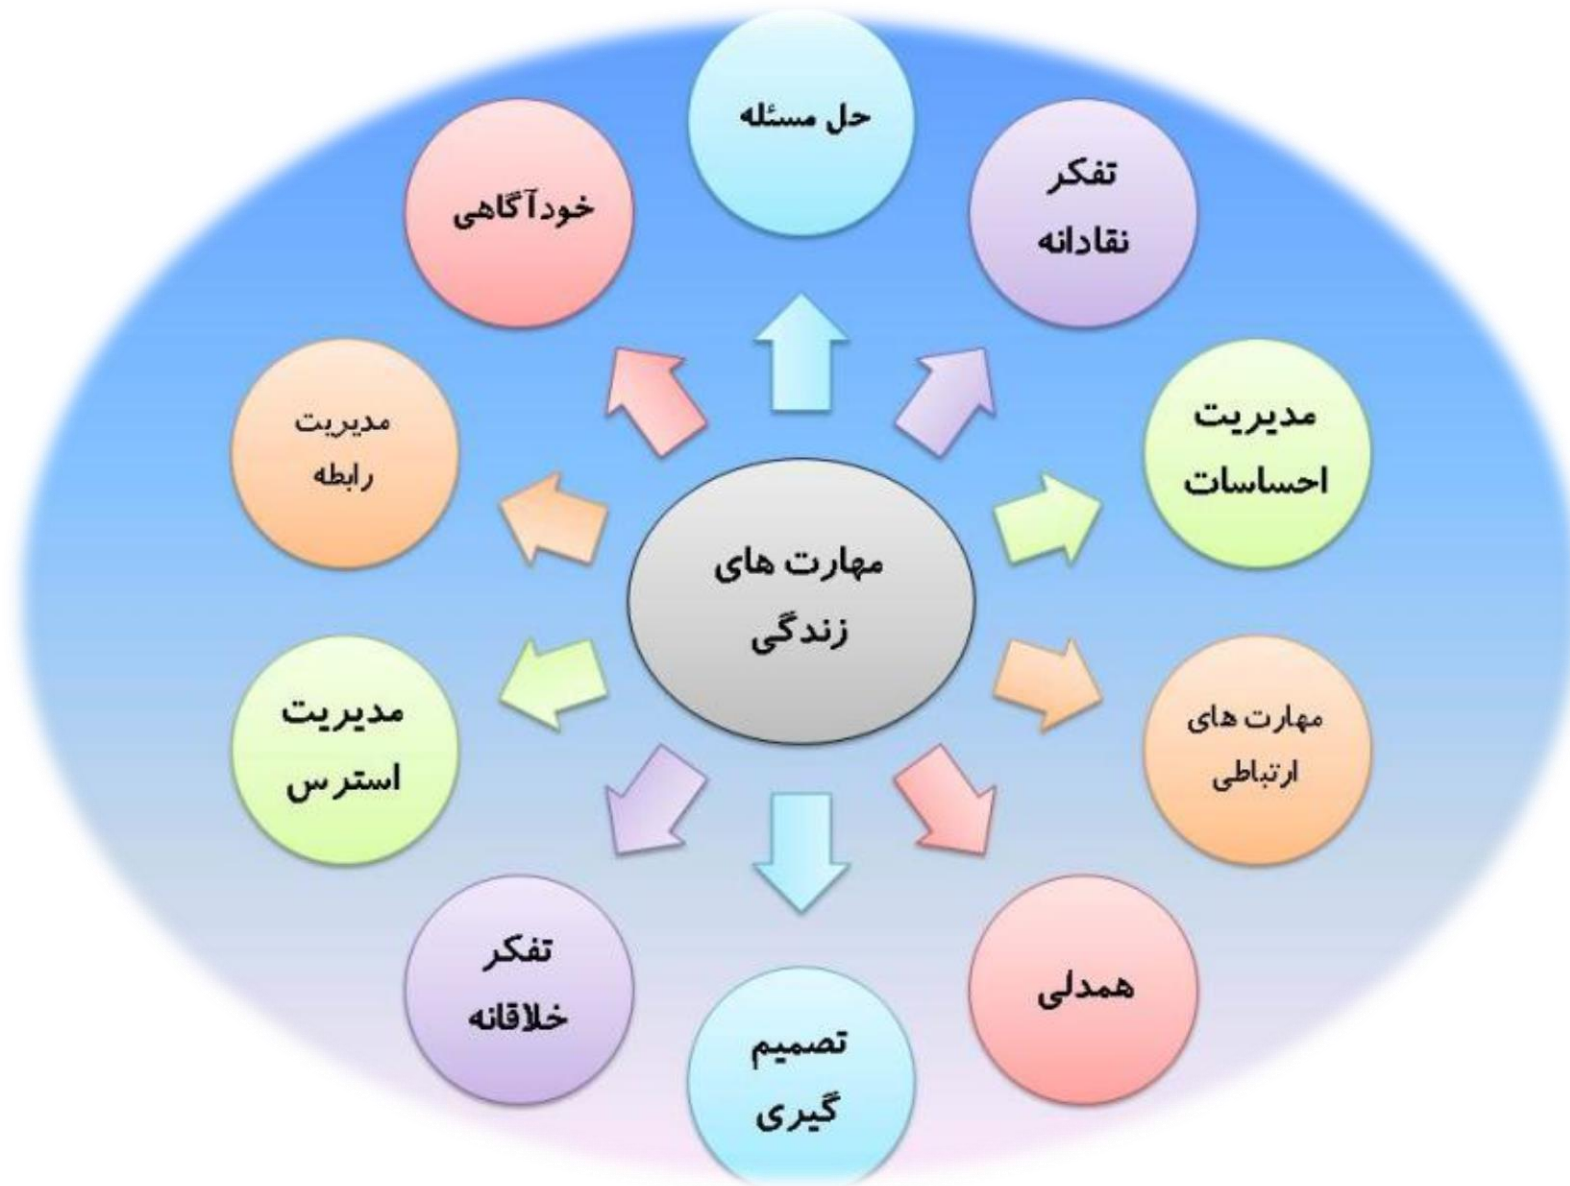 حل مسئله
تفکر
نقادانه
مدیریت
احساسات
مهارت های
ارتباطی
همدلی
تصمیم
گیری
تفکر
خلاقانه
مدیریت
استرس
مدیریت
رابطه
خودآگاهی
مهارت های
زندگی